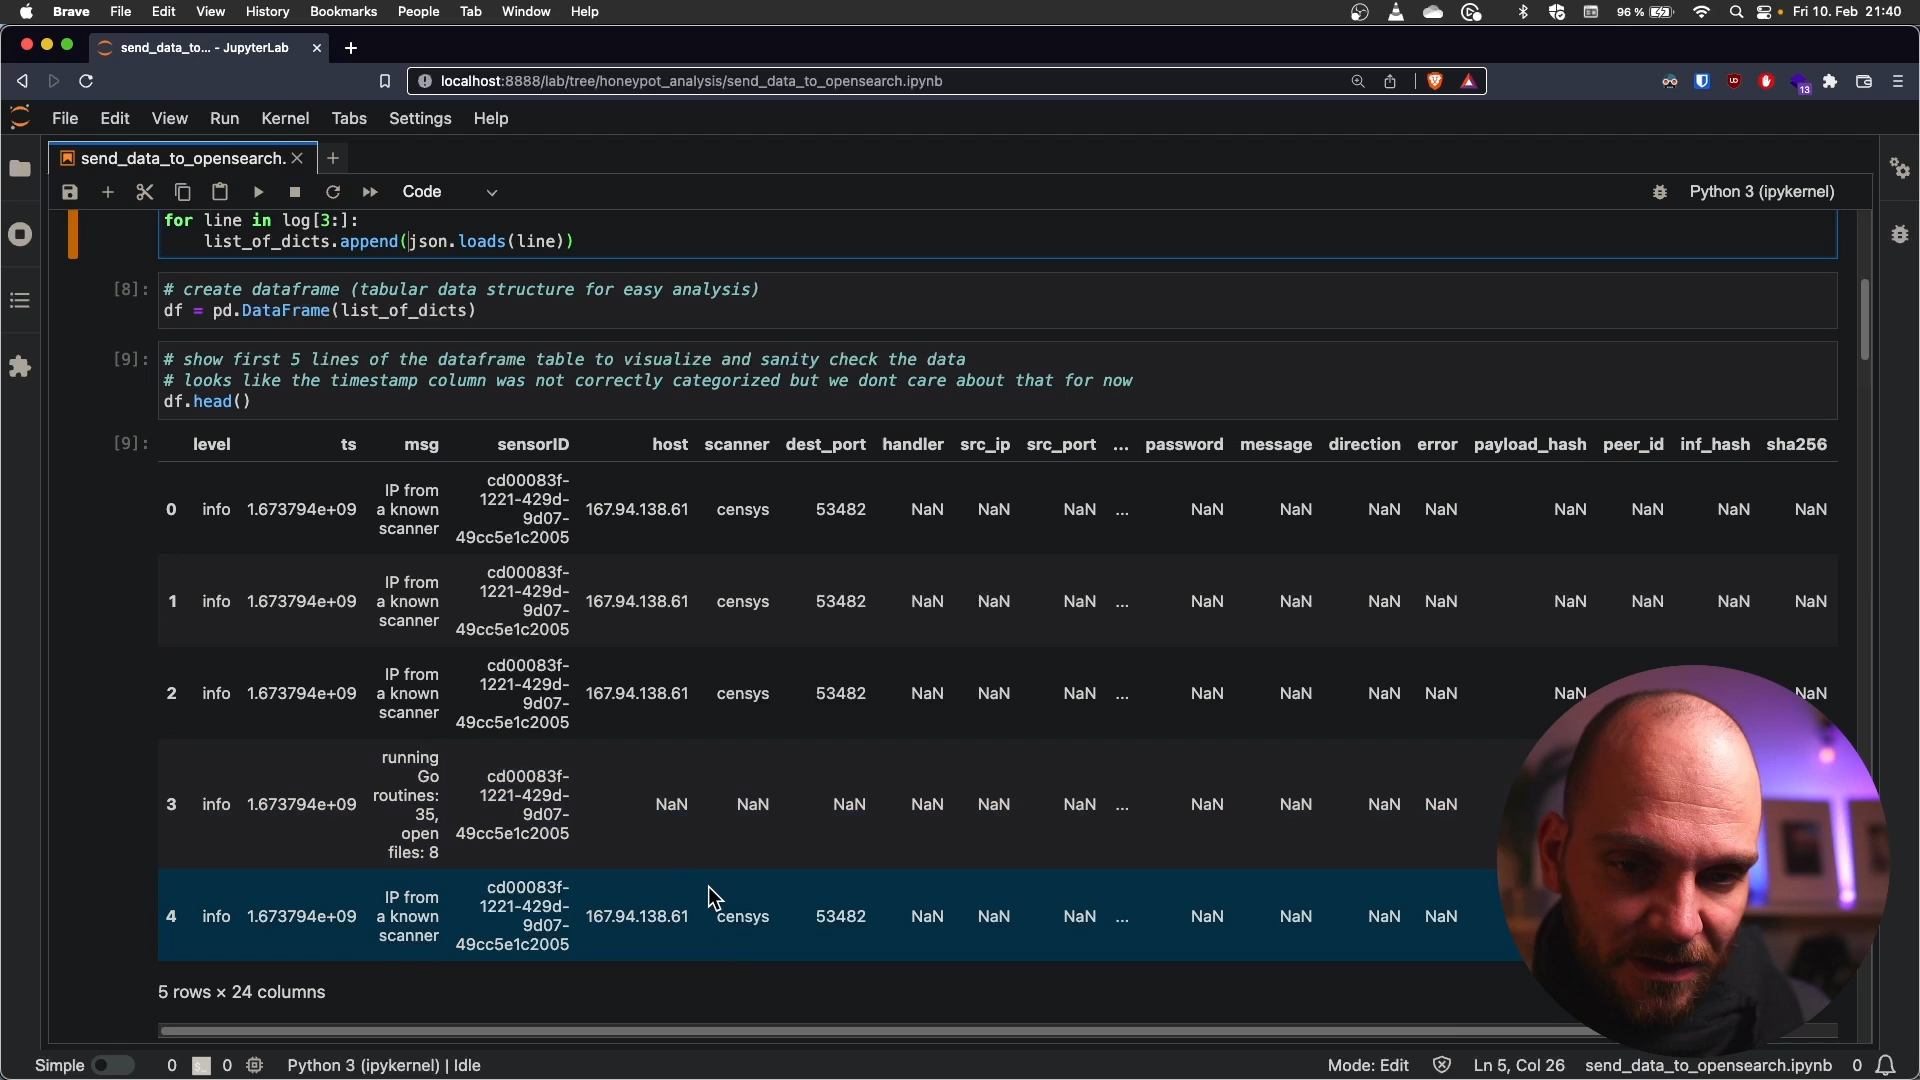 Brave File Edit View History Bookmarks People Tab Window Help 96 % Fri 10. Feb 21:40
send_data_to... - JupyterLab
localhost:8888/lab/tree/honeypot_analysis/send_data_to_opensearch.ipynb 13
File Edit View Run Kernel Tabs Settings Help
send_data_to_opensearch.
Code Python 3 (ipykernel)
for line in log[3:]:
list_of_dicts.append(json.loads(line))
[8]: # create dataframe (tabular data structure for easy analysis)
df = pd.DataFrame(list_of_dicts)
[9]: # show first 5 lines of the dataframe table to visualize and sanity check the data
# looks like the timestamp column was not correctly categorized but we dont care about that for now
df.head()
[9]: level ts msg sensorID host scanner dest_port handler src_ip src_port ... password message direction error payload_hash peer_id inf_hash sha256
0 info 1.673794e+09 IP from a known scanner cd00083f-1221-429d-9d07-49cc5e1c2005 167.94.138.61 censys 53482 NaN NaN NaN ... NaN NaN NaN NaN NaN NaN NaN NaN
1 info 1.673794e+09 IP from a known scanner cd00083f-1221-429d-9d07-49cc5e1c2005 167.94.138.61 censys 53482 NaN NaN NaN ... NaN NaN NaN NaN NaN NaN NaN NaN
2 info 1.673794e+09 IP from a known scanner cd00083f-1221-429d-9d07-49cc5e1c2005 167.94.138.61 censys 53482 NaN NaN NaN ... NaN NaN NaN NaN NaN NaN
3 info 1.673794e+09 running Go routines: 35, open files: 8 cd00083f-1221-429d-9d07-49cc5e1c2005 NaN NaN NaN NaN NaN NaN ... NaN NaN NaN NaN
4 info 1.673794e+09 IP from a known scanner cd00083f-1221-429d-9d07-49cc5e1c2005 167.94.138.61 censys 53482 NaN NaN NaN ... NaN NaN NaN NaN
5 rows × 24 columns
Simple 0 0 Python 3 (ipykernel) | Idle Mode: Edit Ln 5, Col 26 send_data_to_opensearch.ipynb 0